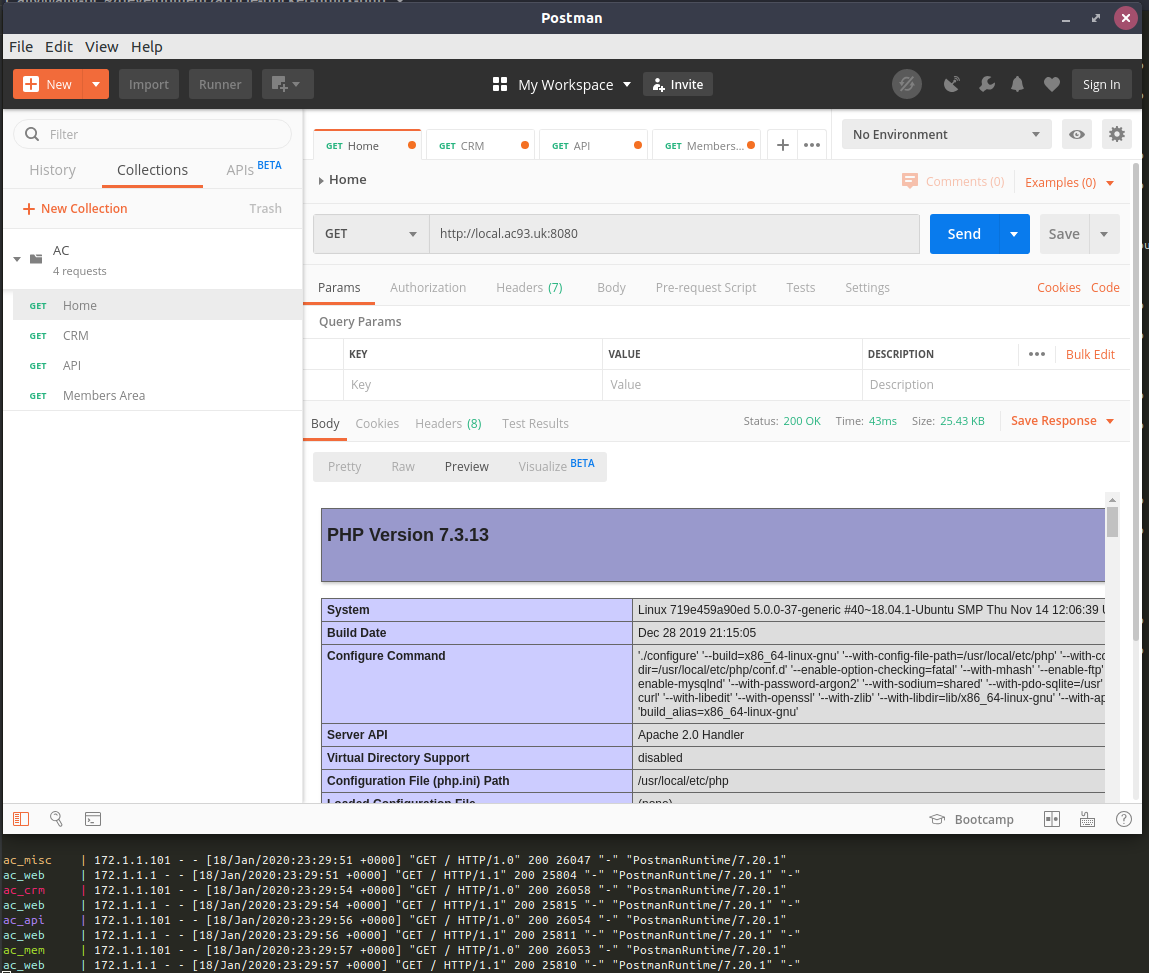 Postman
File Edit View Help
New Import Runner My Workspace Invite Sign In
Filter
History Collections APIs BETA
New Collection Trash
AC
4 requests
GET Home
GET CRM
GET API
GET Members Area
GET Home GET CRM GET API GET Members... No Environment
Home Comments (0) Examples (0)
GET http://local.ac93.uk:8080 Send Save
Params Authorization Headers (7) Body Pre-request Script Tests Settings Cookies Code
Query Params
KEY VALUE DESCRIPTION ••• Bulk Edit
Key Value Description
Body Cookies Headers (8) Test Results Status: 200 OK Time: 43ms Size: 25.43 KB Save Response
Pretty Raw Preview Visualize BETA
PHP Version 7.3.13
System Linux 719e459a90ed 5.0.0-37-generic #40~18.04.1-Ubuntu SMP Thu Nov 14 12:06:39
Build Date Dec 28 2019 21:15:05
Configure Command './configure' '--build=x86_64-linux-gnu' '--with-config-file-path=/usr/local/etc/php' '--with-co
dir=/usr/local/etc/php/conf.d' '--enable-option-checking=fatal' '--with-mhash' '--enable-ftp'
enable-mysqlnd' '--with-password-argon2' '--with-sodium=shared' '--with-pdo-sqlite=/usr'
curl' '--with-libedit' '--with-openssl' '--with-zlib' '--with-libdir=lib/x86_64-linux-gnu' '--with-ap
'build_alias=x86_64-linux-gnu'
Server API Apache 2.0 Handler
Virtual Directory Support disabled
Configuration File (php.ini) Path /usr/local/etc/php
Loaded Configuration File (none)
Bootcamp
ac_misc | 172.1.1.101 - - [18/Jan/2020:23:29:51 +0000] "GET / HTTP/1.0" 200 26047 "-" "PostmanRuntime/7.20.1"
ac_web | 172.1.1.1 - - [18/Jan/2020:23:29:51 +0000] "GET / HTTP/1.1" 200 25804 "-" "PostmanRuntime/7.20.1" "-"
ac_crm | 172.1.1.101 - - [18/Jan/2020:23:29:54 +0000] "GET / HTTP/1.0" 200 26058 "-" "PostmanRuntime/7.20.1"
ac_web | 172.1.1.1 - - [18/Jan/2020:23:29:54 +0000] "GET / HTTP/1.1" 200 25815 "-" "PostmanRuntime/7.20.1" "-"
ac_api | 172.1.1.101 - - [18/Jan/2020:23:29:56 +0000] "GET / HTTP/1.0" 200 26054 "-" "PostmanRuntime/7.20.1"
ac_web | 172.1.1.1 - - [18/Jan/2020:23:29:56 +0000] "GET / HTTP/1.1" 200 25811 "-" "PostmanRuntime/7.20.1" "-"
ac_mem | 172.1.1.101 - - [18/Jan/2020:23:29:57 +0000] "GET / HTTP/1.0" 200 26053 "-" "PostmanRuntime/7.20.1"
ac_web | 172.1.1.1 - - [18/Jan/2020:23:29:57 +0000] "GET / HTTP/1.1" 200 25810 "-" "PostmanRuntime/7.20.1" "-"